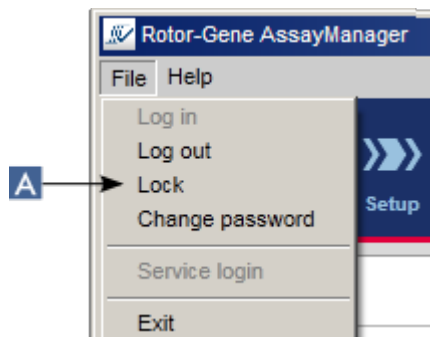 Rotor-Gene AssayManager
File Help
Log in
Log out
A Lock
Setup
Change password
Service login
Exit